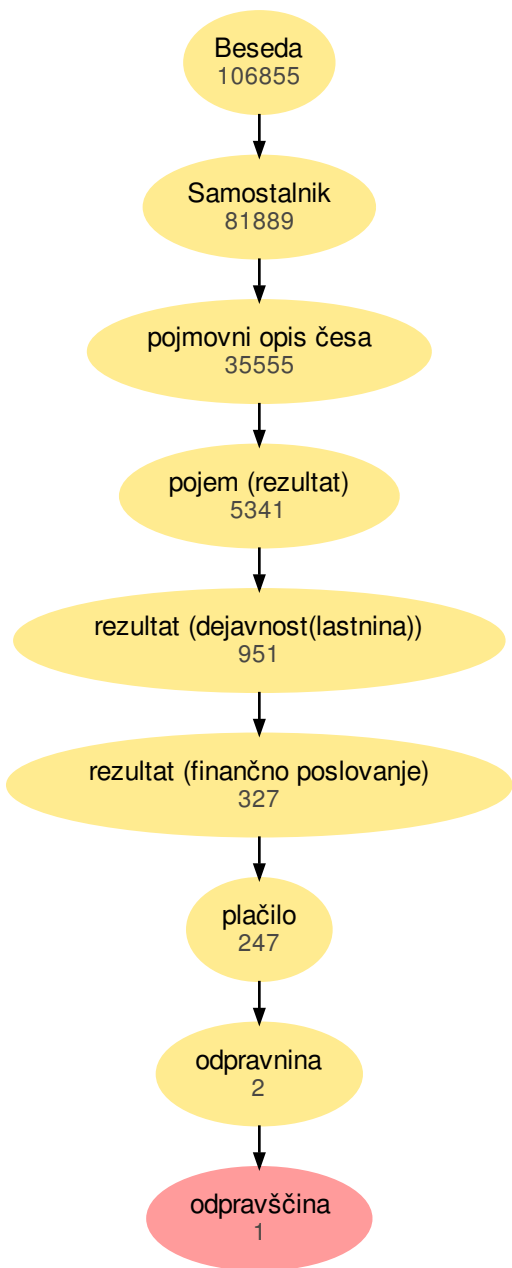 Beseda
106855
Samostalnik
81889
pojmovni opis česa
35555
pojem (rezultat)
5341
rezultat (dejavnost(lastnina))
951
rezultat (finančno poslovanje)
327
plačilo
247
odpravnina
2
odpravščina
1